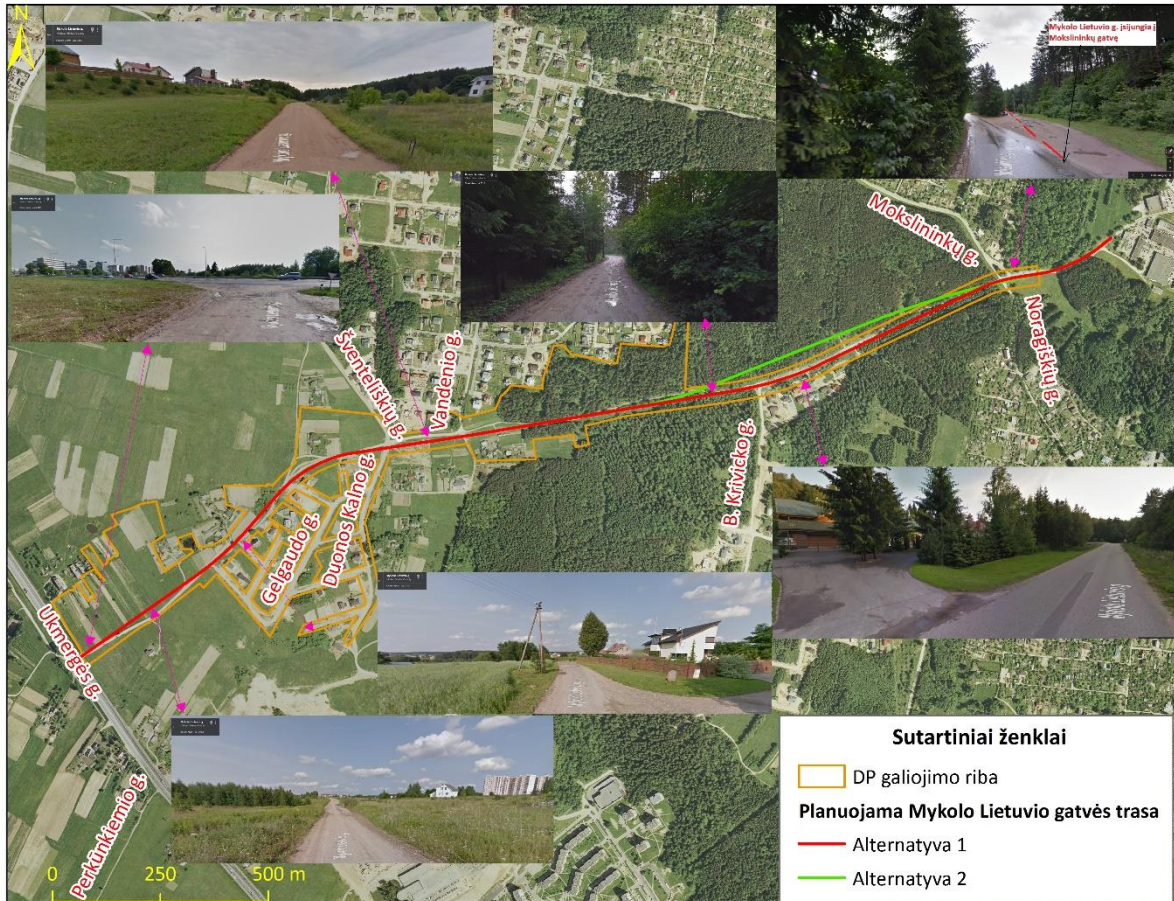 N
Mykolo Lietuvio g. įsijungia į
Mokslininkų gatvę
Mokslininkų g.
Noragiškių g.
Šventeliškių g.
Vandenio g.
B. Krivicko g.
Gelgaudo g.
Duonos Kalno g.
Ukmergės g.
Perkūnkiemio g.
0 250 500 m
Sutartiniai ženklai
DP galiojimo riba
Planuojama Mykolo Lietuvio gatvės trasa
Alternatyva 1
Alternatyva 2